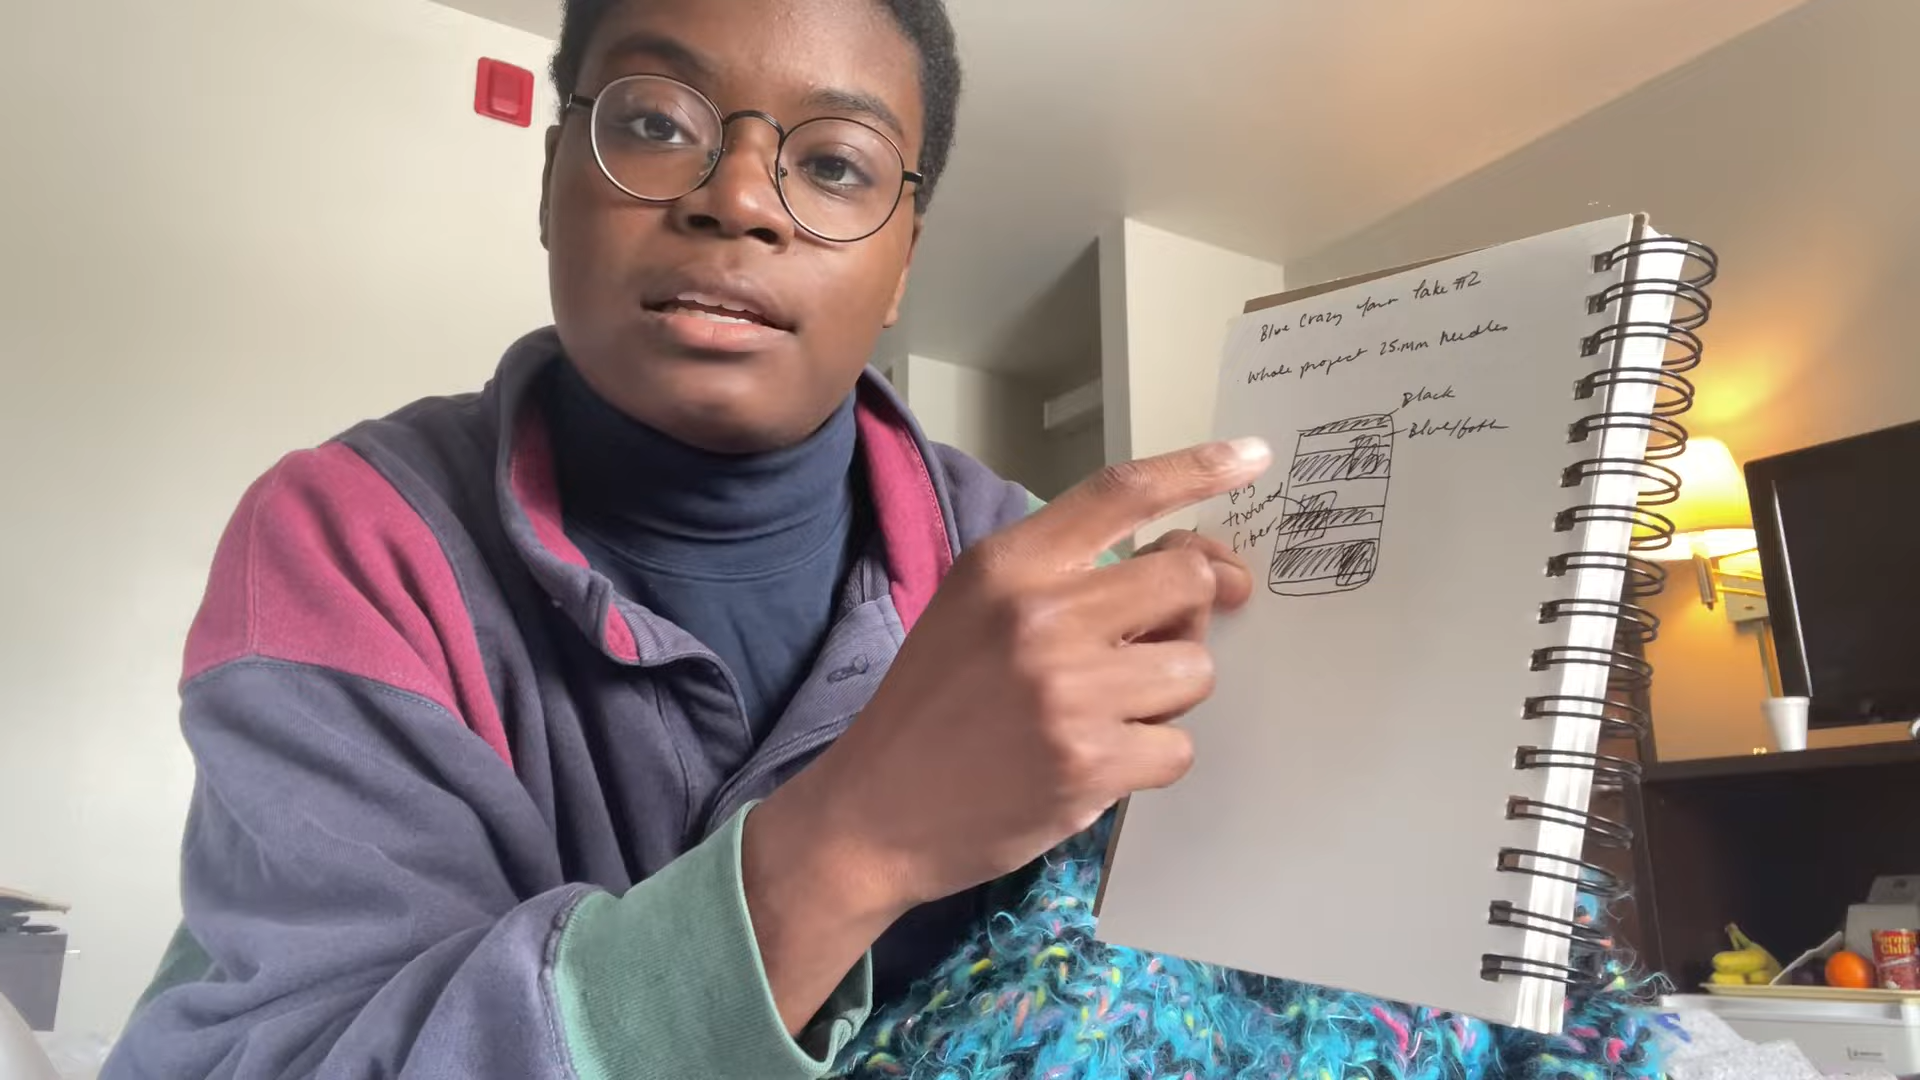 Blue Crazy Yarn Take #2
Whole project 25mm needles
Black
Blue/both
Big
textured
fiber